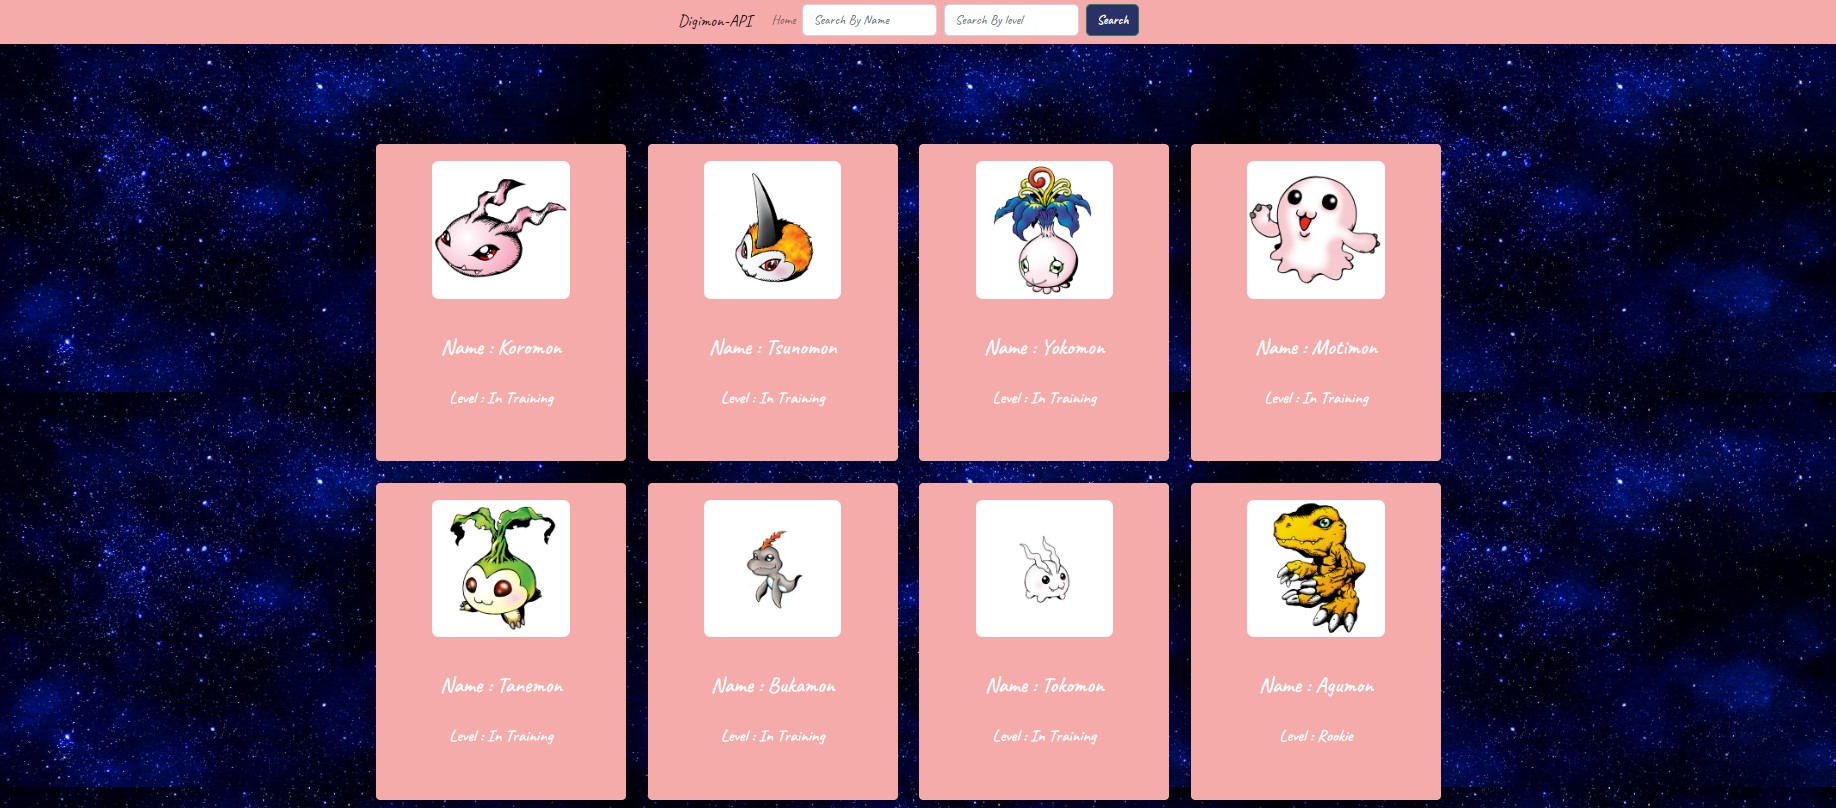 Digimon-API Home Search By Name Search By level Search
Name : Koromon
Level : In Training
Name : Tsunomon
Level : In Training
Name : Yokomon
Level : In Training
Name : Motimon
Level : In Training
Name : Tanemon
Level : In Training
Name : Bukamon
Level : In Training
Name : Tokomon
Level : In Training
Name : Agumon
Level : Rookie